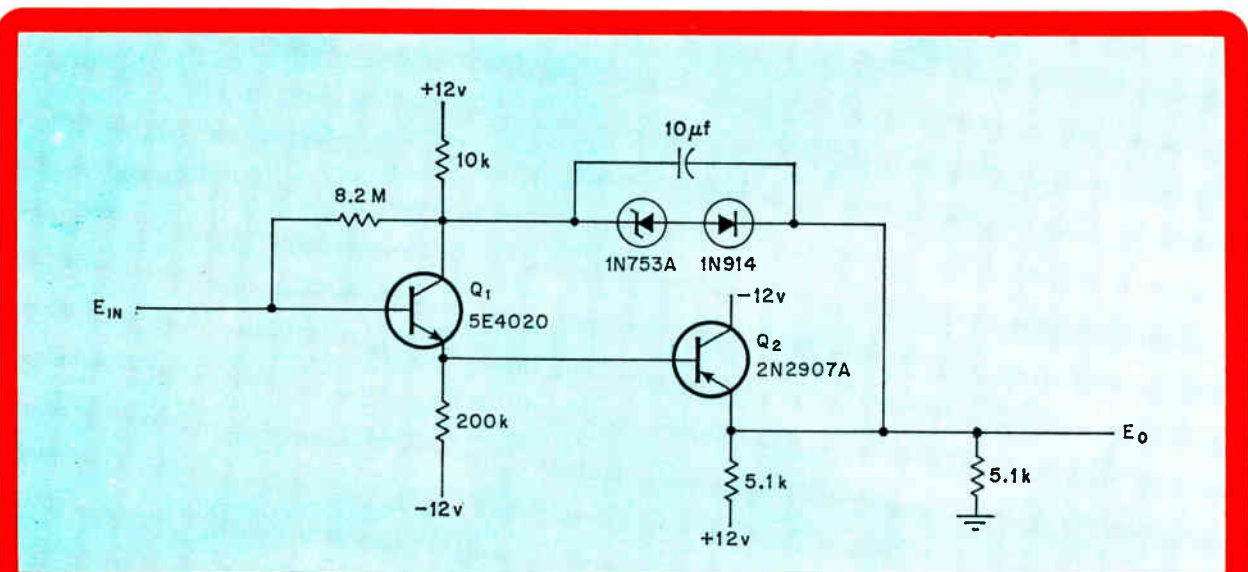 +12v
10k
10μf
8.2 M
1N753A
1N914
E_IN
Q₁
5E4020
-12v
Q₂
2N2907A
200k
E₀
5.1k
5.1k
-12v
+12v